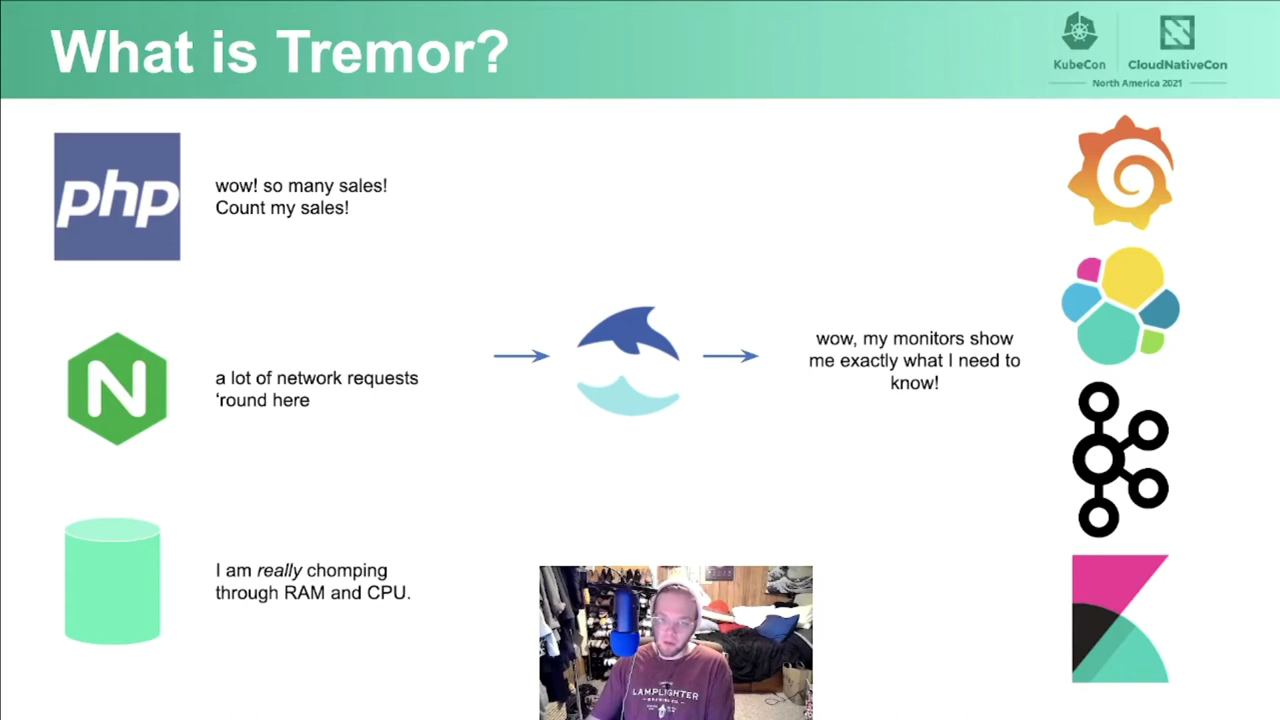 What is Tremor?
KubeCon
CloudNativeCon
North America 2021
php
wow! so many sales!
Count my sales!
N
a lot of network requests
‘round here
wow, my monitors show
me exactly what I need to
know!
I am really chomping
through RAM and CPU.
LAMPLIGHTER